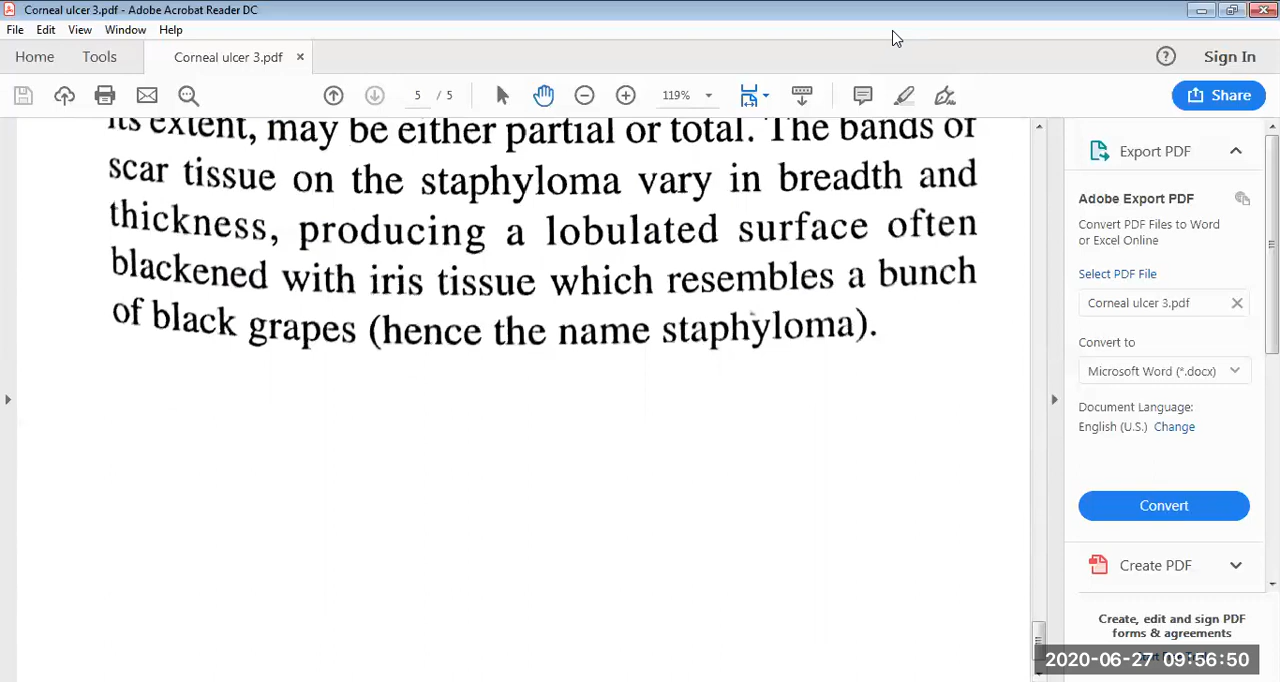 Corneal ulcer 3.pdf - Adobe Acrobat Reader DC
File Edit View Window Help
Home Tools Corneal ulcer 3.pdf × Sign In
5 / 5 119% Share
its extent, may be either partial or total. The bands of
scar tissue on the staphyloma vary in breadth and
thickness, producing a lobulated surface often
blackened with iris tissue which resembles a bunch
of black grapes (hence the name staphyloma).
Export PDF
Adobe Export PDF
Convert PDF Files to Word
or Excel Online
Select PDF File
Corneal ulcer 3.pdf
Convert to
Microsoft Word (*.docx)
Document Language:
English (U.S.) Change
Convert
Create PDF
Create, edit and sign PDF
forms & agreements
2020-06-27 09:56:50